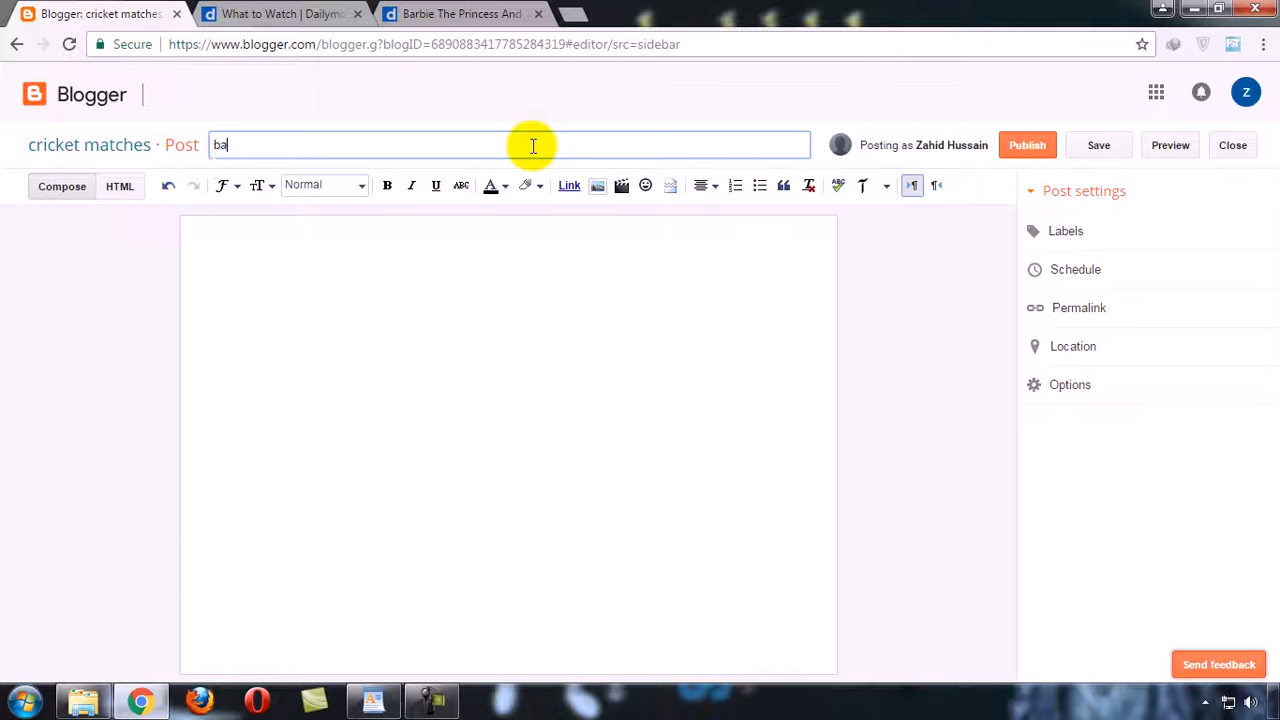 Blogger: cricket matches
What to Watch | Dailymo
Barbie The Princess And
Secure
https://www.blogger.com/blogger.g?blogID=6890883417785284319#editor/src=sidebar
Blogger
z
cricket matches · Post
ba
Posting as Zahid Hussain
Publish
Save
Preview
Close
Compose
HTML
Normal
B
I
U
ABC
A
Link
Post settings
Labels
Schedule
Permalink
Location
Options
Send feedback